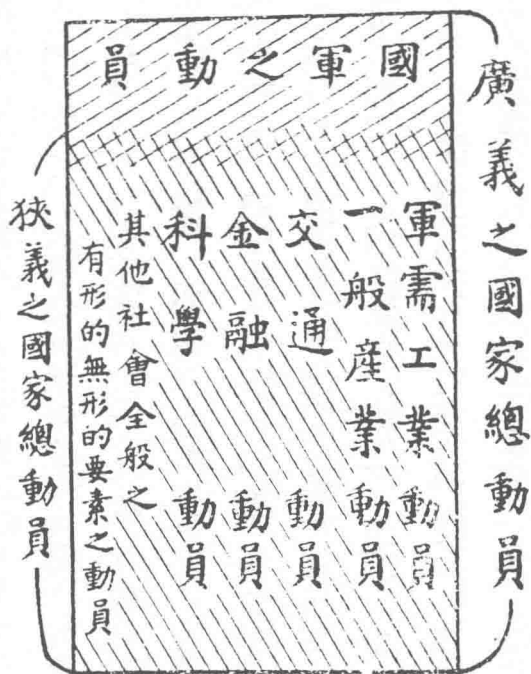 廣義之國家總動員
國軍之動員
軍需工業動員
一般産業動員
交通動員
金融動員
科學動員
其他社會全般之
有形的無形的要素之動員
狹義之國家總動員